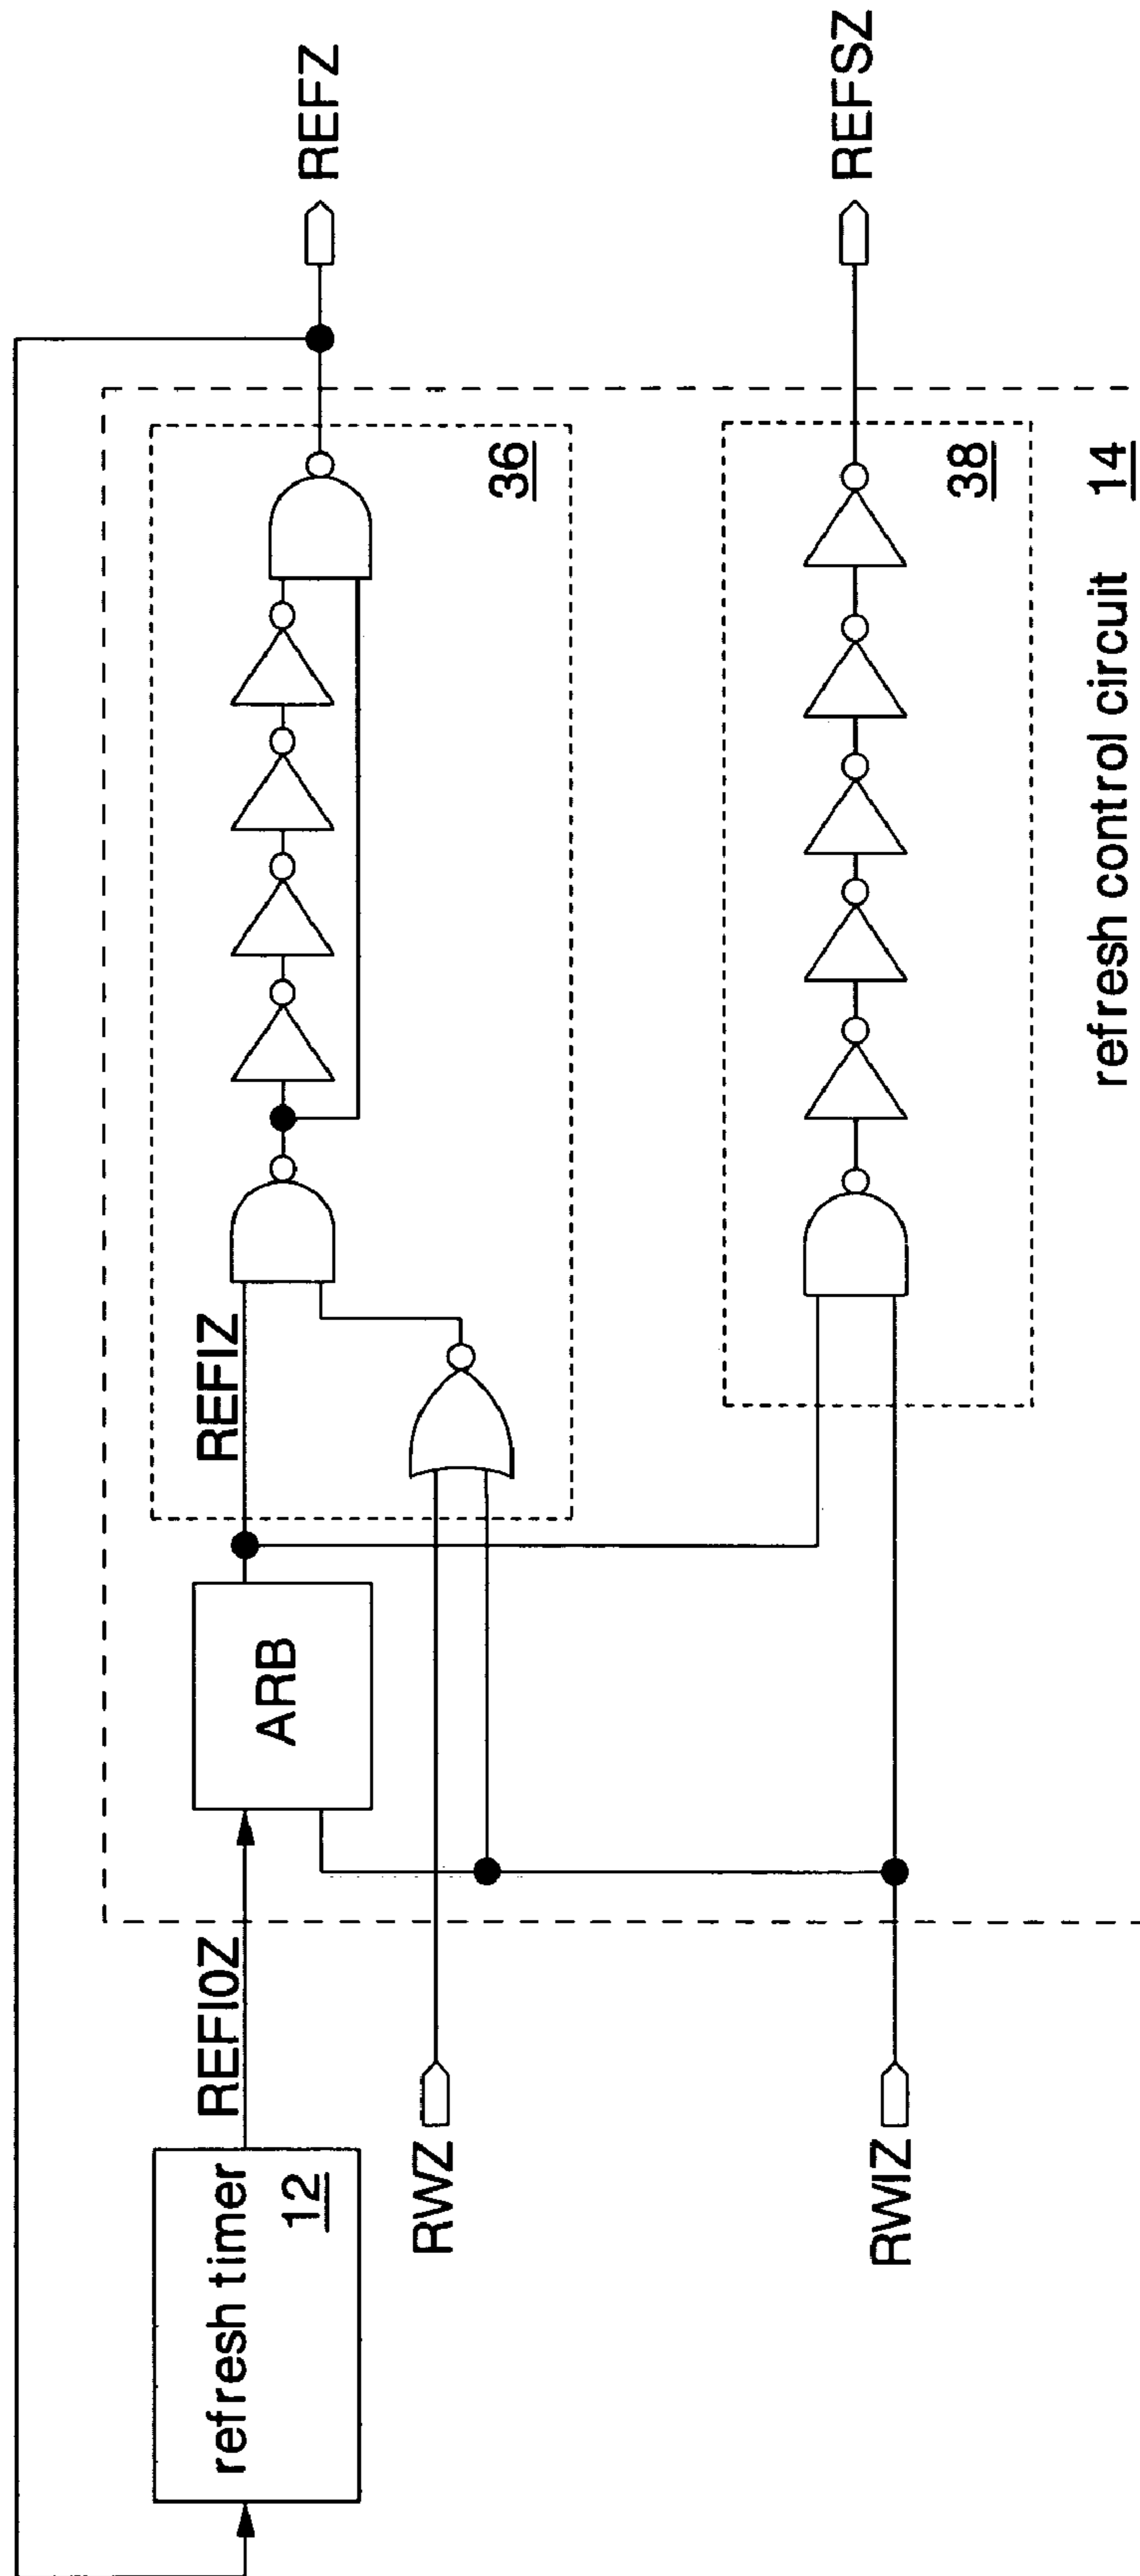 refresh timer
12
REFI0Z
ARB
REFIZ
36
REFZ
RWZ
RWIZ
38
REFSZ
refresh control circuit 14